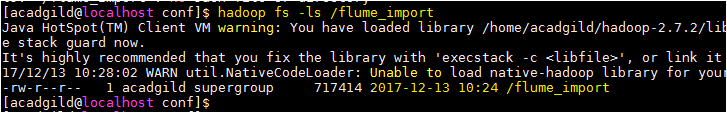 [acadgild@localhost conf]$ hadoop fs -ls /flume_import
Java HotSpot(TM) Client VM warning: You have loaded library /home/acadgild/hadoop-2.7.2/lib
e stack guard now.
It's highly recommended that you fix the library with 'execstack -c <libfile>', or link it
17/12/13 10:28:02 WARN util.NativeCodeLoader: Unable to load native-hadoop library for your
-rw-r--r-- 1 acadgild supergroup 717414 2017-12-13 10:24 /flume_import
[acadgild@localhost conf]$